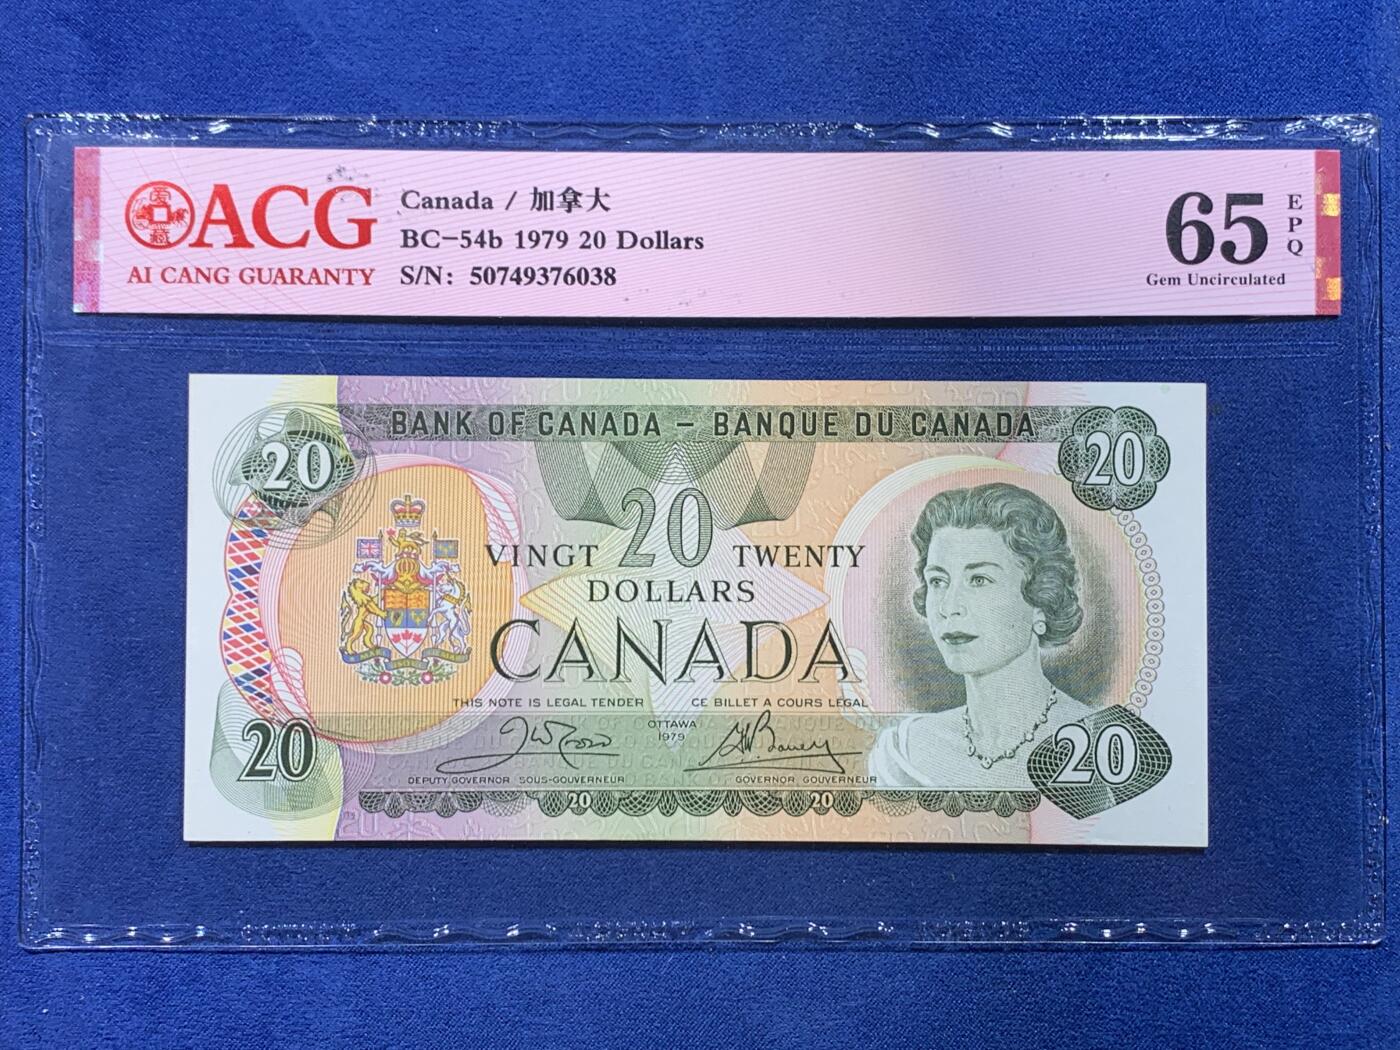 ACG
AI CANG GUARANTY
Canada / 加拿大
BC-54b 1979 20 Dollars
S/N: 50749376038
65
EPQ
Gem Uncirculated
BANK OF CANADA – BANQUE DU CANADA
20
20
20
VINGT TWENTY
DOLLARS
CANADA
THIS NOTE IS LEGAL TENDER CE BILLET A COURS LEGAL
OTTAWA
1979
DEPUTY GOVERNOR SOUS-GOUVERNEUR
GOVERNOR GOUVERNEUR
20
20
20
20